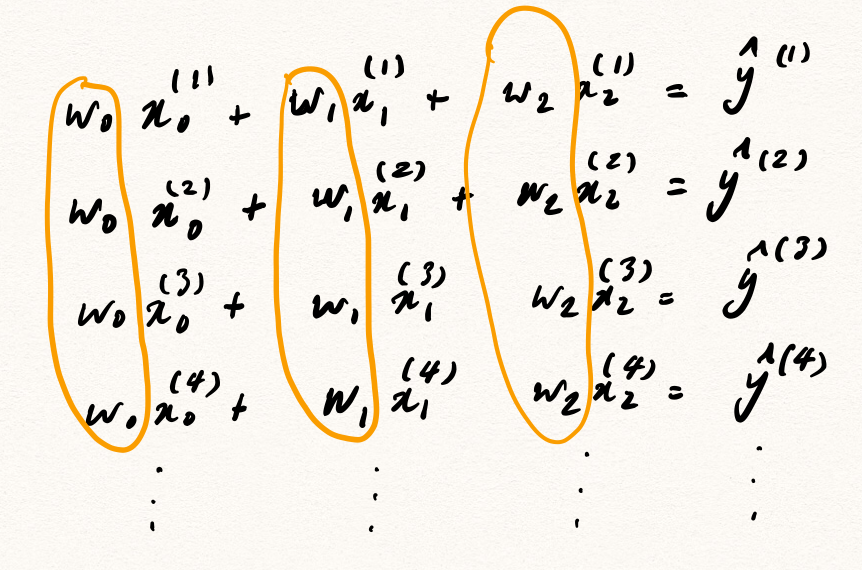 w₀ x₀⁽¹⁾ + w₁ x₁⁽¹⁾ + w₂ x₂⁽¹⁾ = ŷ⁽¹⁾
w₀ x₀⁽²⁾ + w₁ x₁⁽²⁾ + w₂ x₂⁽²⁾ = ŷ⁽²⁾
w₀ x₀⁽³⁾ + w₁ x₁⁽³⁾ w₂ x₂⁽³⁾ = ŷ⁽³⁾
w₀ x₀⁽⁴⁾ + w₁ x₁⁽⁴⁾ w₂ x₂⁽⁴⁾ = ŷ⁽⁴⁾
⋮ ⋮ ⋮ ⋮